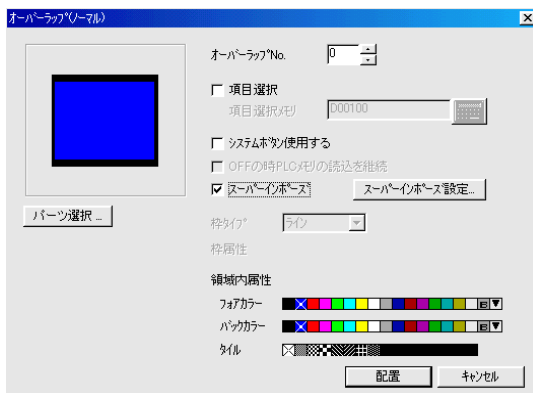 オーバーラップ(ノーマル)
オーバーラップNo.
0
項目選択
項目選択メモリ
D00100
システムボタン使用する
OFFの時PLCメモリの読込を継続
スーパーインポーズ
スーパーインポーズ設定...
パーツ選択 ...
枠タイプ
ライン
枠属性
領域内属性
フォアカラー
E
バックカラー
E
タイル
配置
キャンセル